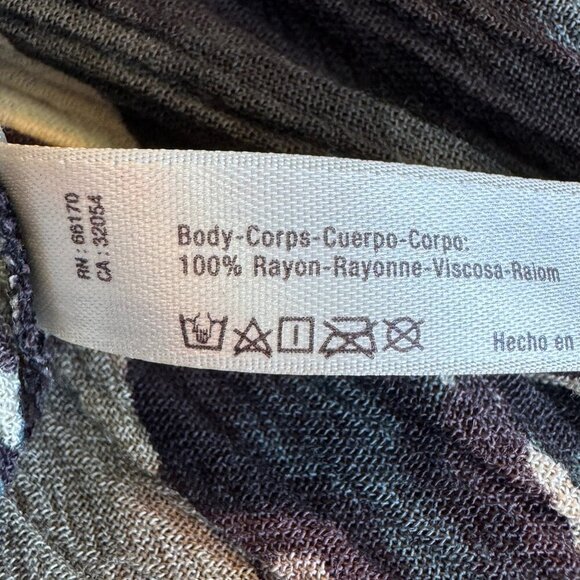 RN : 66170
CA : 32054
Body-Corps-Cuerpo-Corpo:
100% Rayon-Rayonne-Viscosa-Raiom
Hecho en